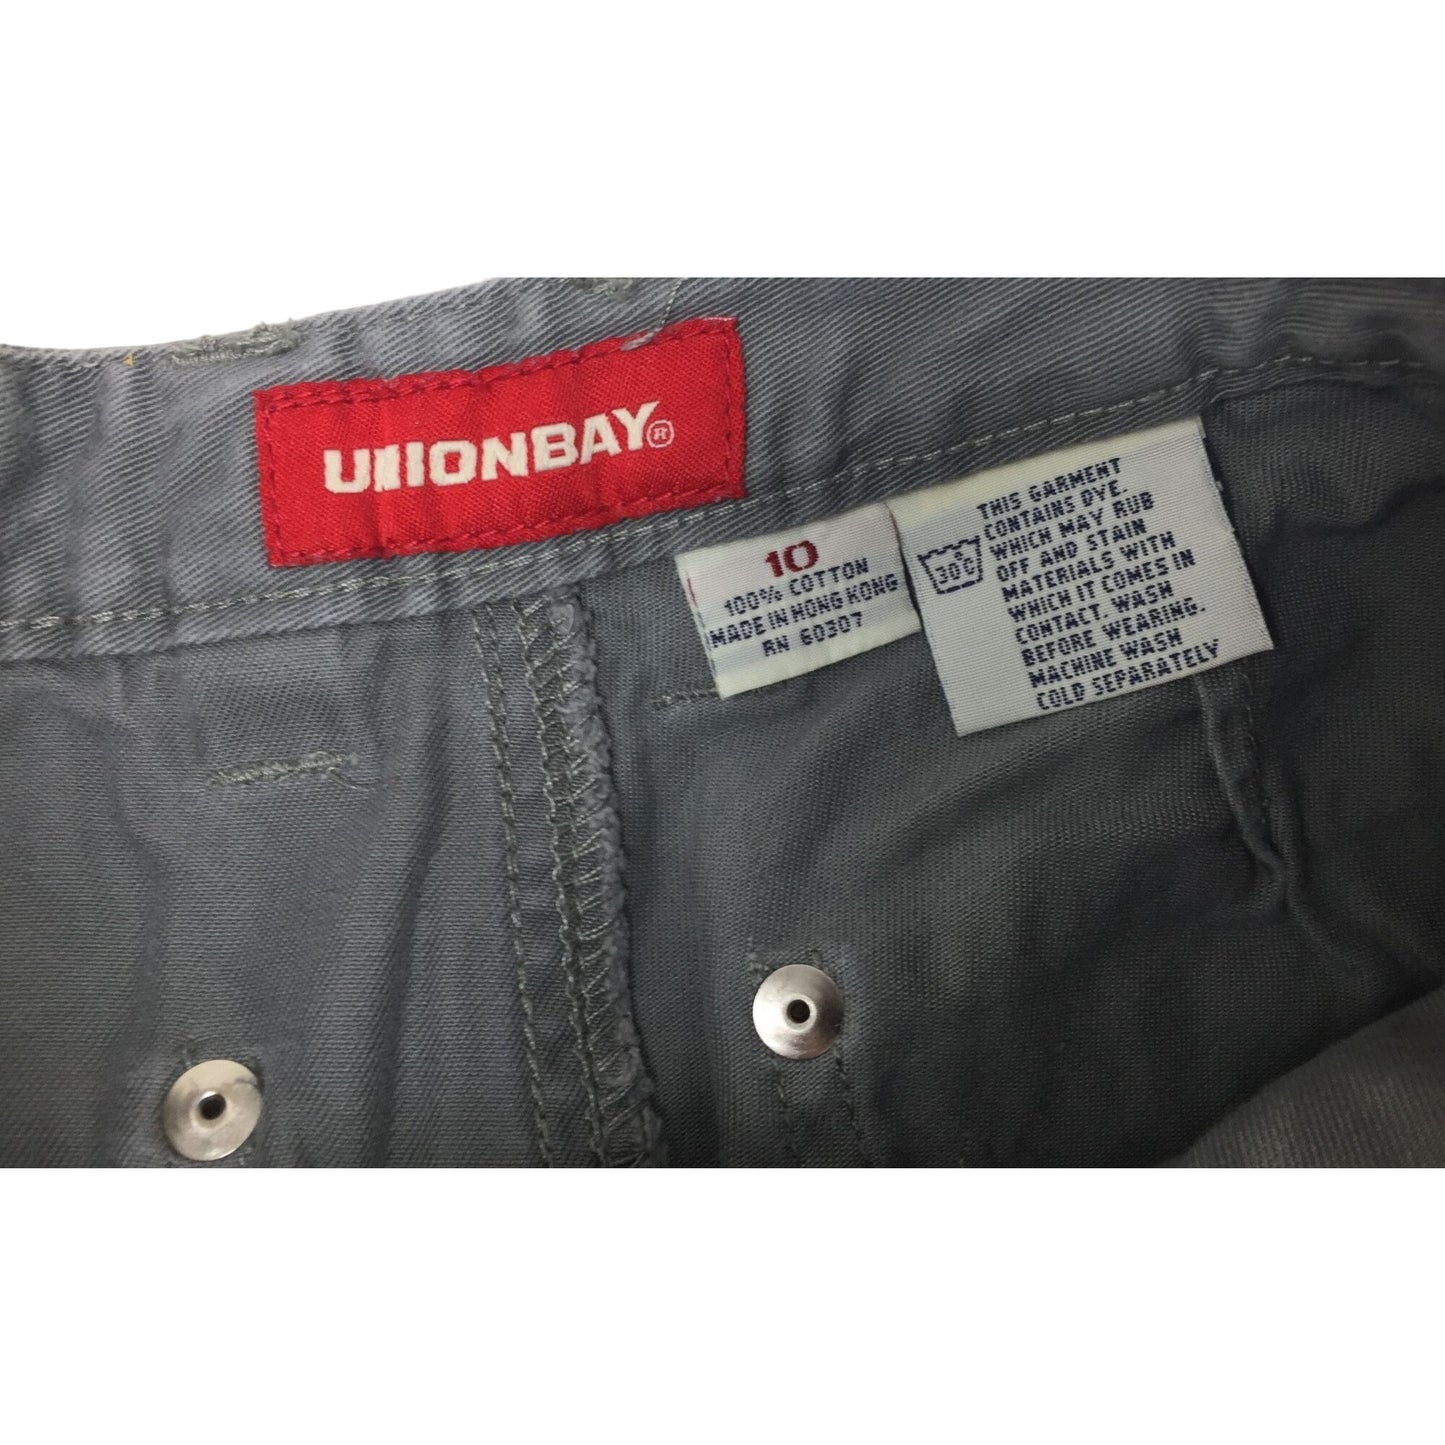 UNIONBAY®
10
100% COTTON
MADE IN HONG KONG
RN 60307
30°C
THIS GARMENT
CONTAINS DYE.
WHICH MAY RUB
OFF AND STAIN
MATERIALS WITH
WHICH IT COMES IN
CONTACT. WASH
BEFORE WEARING.
MACHINE WASH
COLD SEPARATELY